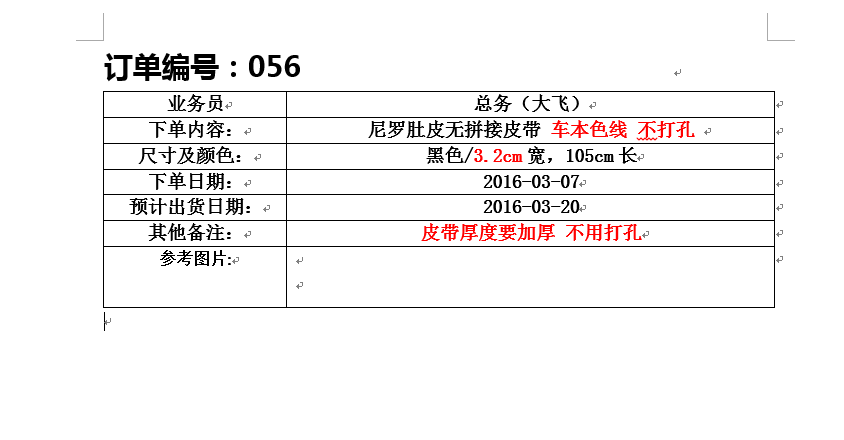 订单编号：056
业务员 总务（大飞）
下单内容： 尼罗肚皮无拼接皮带 车本色线 不打孔
尺寸及颜色： 黑色/3.2cm 宽，105cm 长
下单日期： 2016-03-07
预计出货日期： 2016-03-20
其他备注： 皮带厚度要加厚 不用打孔
参考图片: